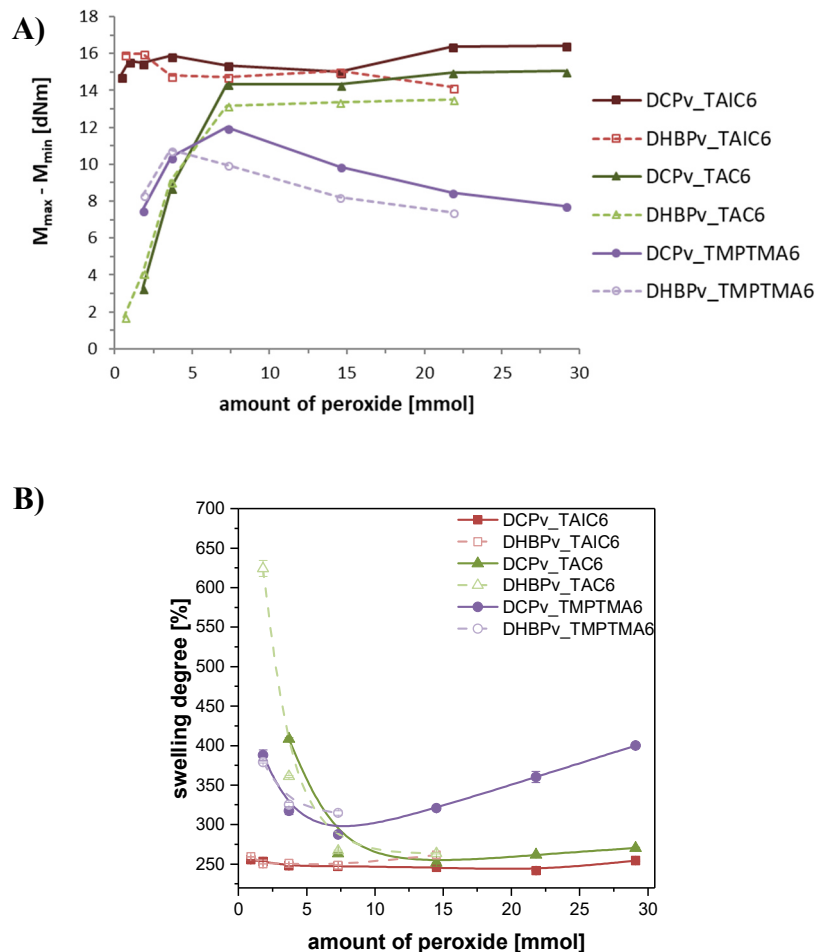 A)
M_max - M_min [dNm]
18
16
14
12
10
8
6
4
2
0
0 5 10 15 20 25 30
amount of peroxide [mmol]
DCPv_TAIC6
DHBPv_TAIC6
DCPv_TAC6
DHBPv_TAC6
DCPv_TMPTMA6
DHBPv_TMPTMA6
B)
swelling degree [%]
700
650
600
550
500
450
400
350
300
250
0 5 10 15 20 25 30
amount of peroxide [mmol]
DCPv_TAIC6
DHBPv_TAIC6
DCPv_TAC6
DHBPv_TAC6
DCPv_TMPTMA6
DHBPv_TMPTMA6